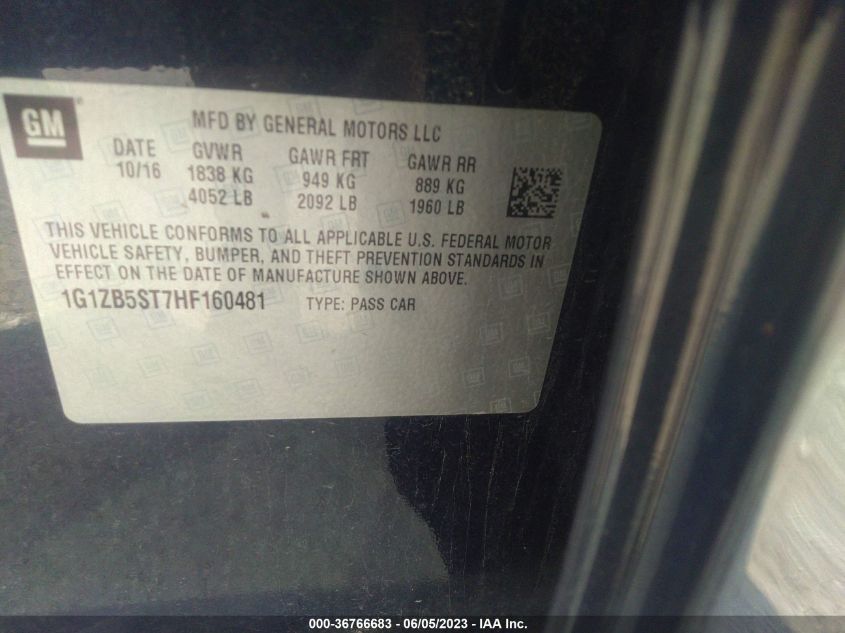 GM
MFD BY GENERAL MOTORS LLC
DATE GVWR GAWR FRT GAWR RR
10/16 1838 KG 949 KG 889 KG
4052 LB 2092 LB 1960 LB
THIS VEHICLE CONFORMS TO ALL APPLICABLE U.S. FEDERAL MOTOR
VEHICLE SAFETY, BUMPER, AND THEFT PREVENTION STANDARDS IN
EFFECT ON THE DATE OF MANUFACTURE SHOWN ABOVE.
1G1ZB5ST7HF160481 TYPE: PASS CAR
000-36766683 - 06/05/2023 - IAA Inc.